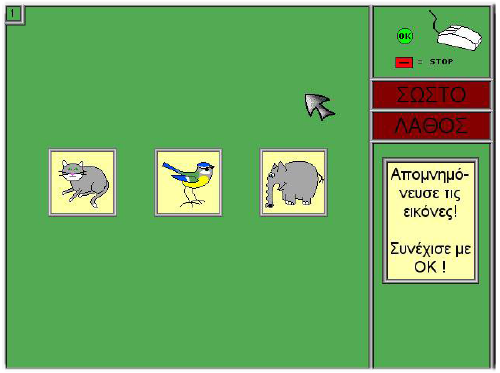 1
OK
= STOP
ΣΩΣΤΟ
ΛΑΘΟΣ
Απομνημό-
νευσε τις
εικόνες!
Συνέχισε με
OK !